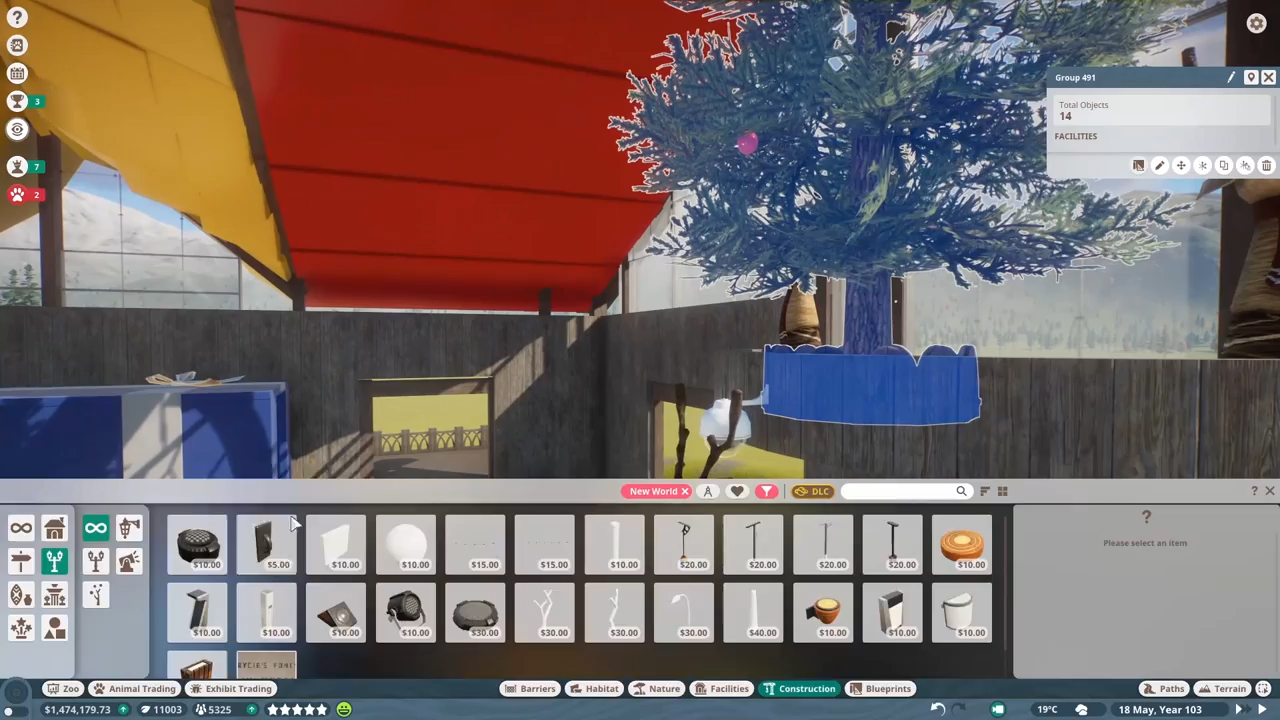 3
7
2
Group 491
Total Objects
14
FACILITIES
New World
DLC
$10.00 $5.00 $10.00 $10.00 $15.00 $15.00 $10.00 $20.00 $20.00 $20.00 $20.00 $10.00
$10.00 $10.00 $10.00 $10.00 $30.00 $30.00 $30.00 $30.00 $40.00 $10.00 $10.00 $10.00
?
Please select an item
Zoo Animal Trading Exhibit Trading Barriers Habitat Nature Facilities Construction Blueprints Paths Terrain
$1,474,179.73 11003 5325 19°C 18 May, Year 103